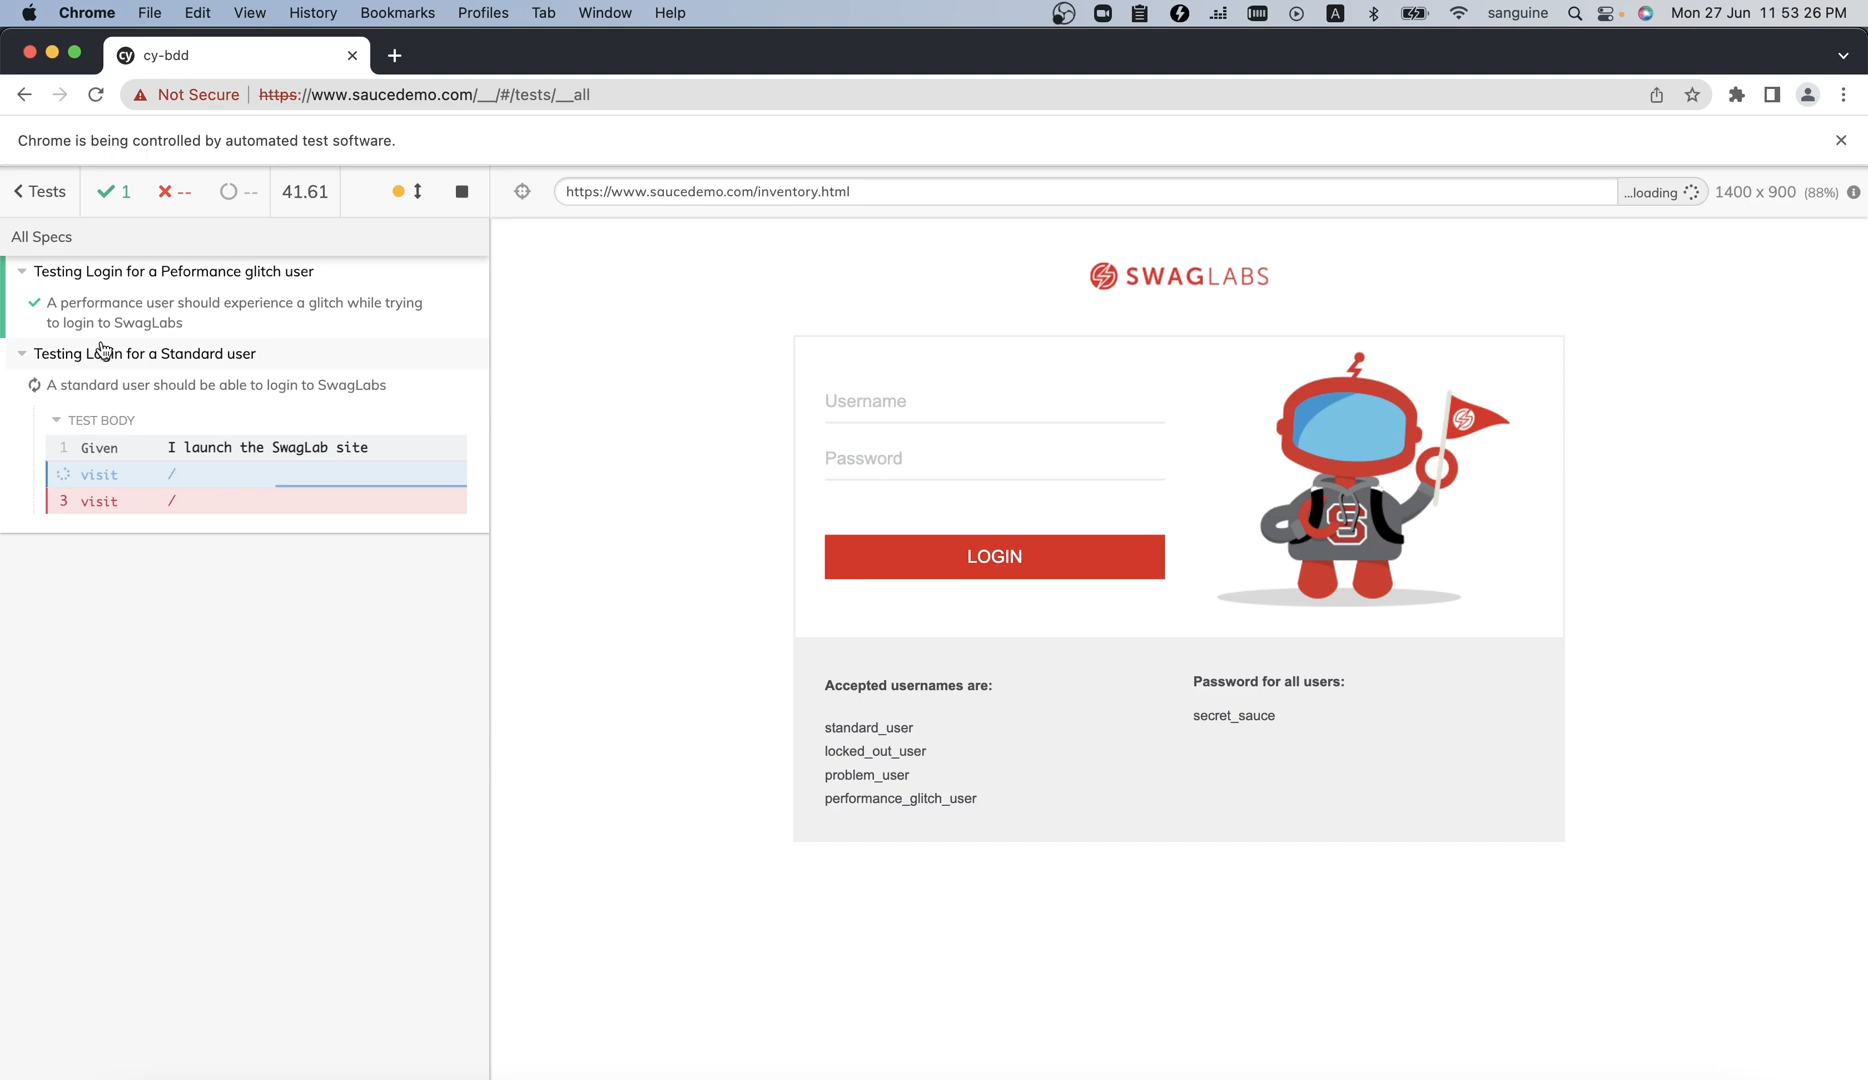 Chrome File Edit View History Bookmarks Profiles Tab Window Help sanguine Mon 27 Jun 11 53 26 PM
cy cy-bdd
Not Secure https://www.saucedemo.com/__/#/tests/__all
Chrome is being controlled by automated test software.
Tests 1 -- -- 41.61 https://www.saucedemo.com/inventory.html ...loading 1400 x 900 (88%)
All Specs
Testing Login for a Peformance glitch user
A performance user should experience a glitch while trying
to login to SwagLabs
Testing Login for a Standard user
A standard user should be able to login to SwagLabs
TEST BODY
1 Given I launch the SwagLab site
visit /
3 visit /
SWAGLABS
Username
Password
LOGIN
Accepted usernames are:
standard_user
locked_out_user
problem_user
performance_glitch_user
Password for all users:
secret_sauce